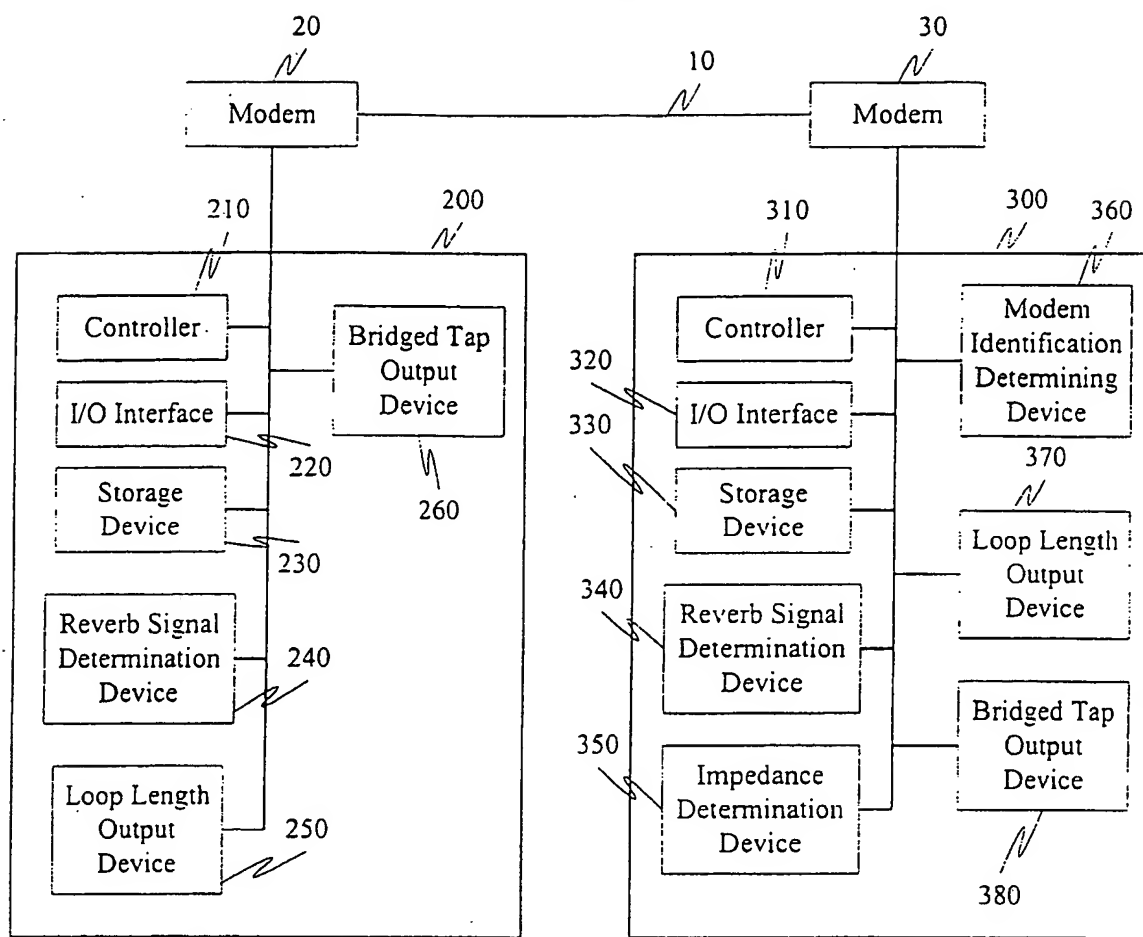 20
30
10
Modem
Modem
210
200
310
300
360
Controller
Bridged Tap
Output
Device
I/O Interface
220
260
Storage
Device
230
Reverb Signal
Determination
Device
240
Loop Length
Output
Device
250
Controller
Modem
Identification
Determining
Device
320
I/O Interface
330
370
Storage
Device
Loop Length
Output
Device
340
Reverb Signal
Determination
Device
Bridged Tap
Output
Device
350
Impedance
Determination
Device
380